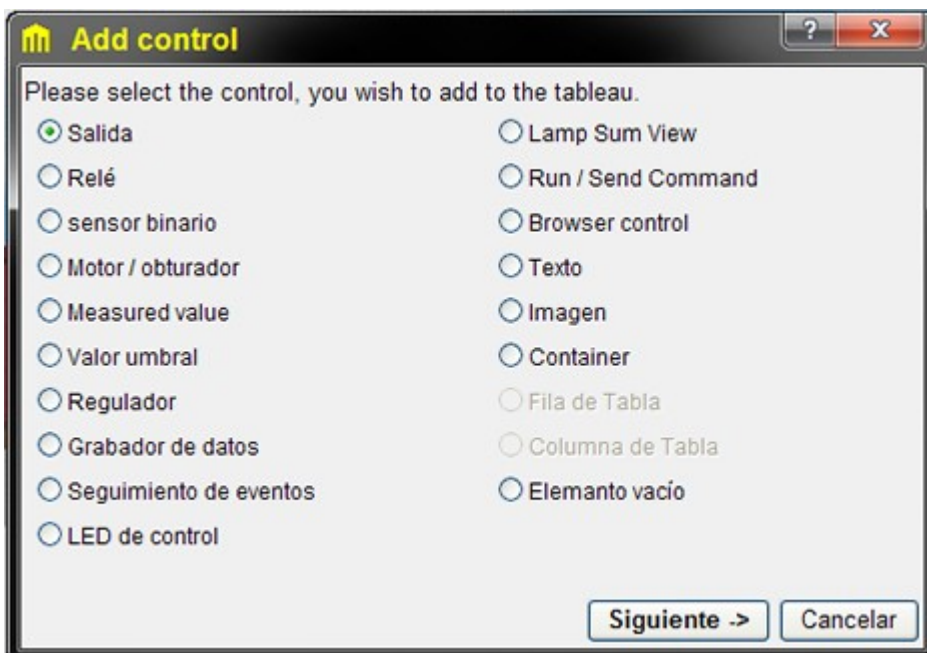 Add control
Please select the control, you wish to add to the tableau.
Salida
Relé
sensor binario
Motor / obturador
Measured value
Valor umbral
Regulador
Grabador de datos
Seguimiento de eventos
LED de control
Lamp Sum View
Run / Send Command
Browser control
Texto
Imagen
Container
Fila de Tabla
Columna de Tabla
Elemanto vacío
Siguiente ->
Cancelar